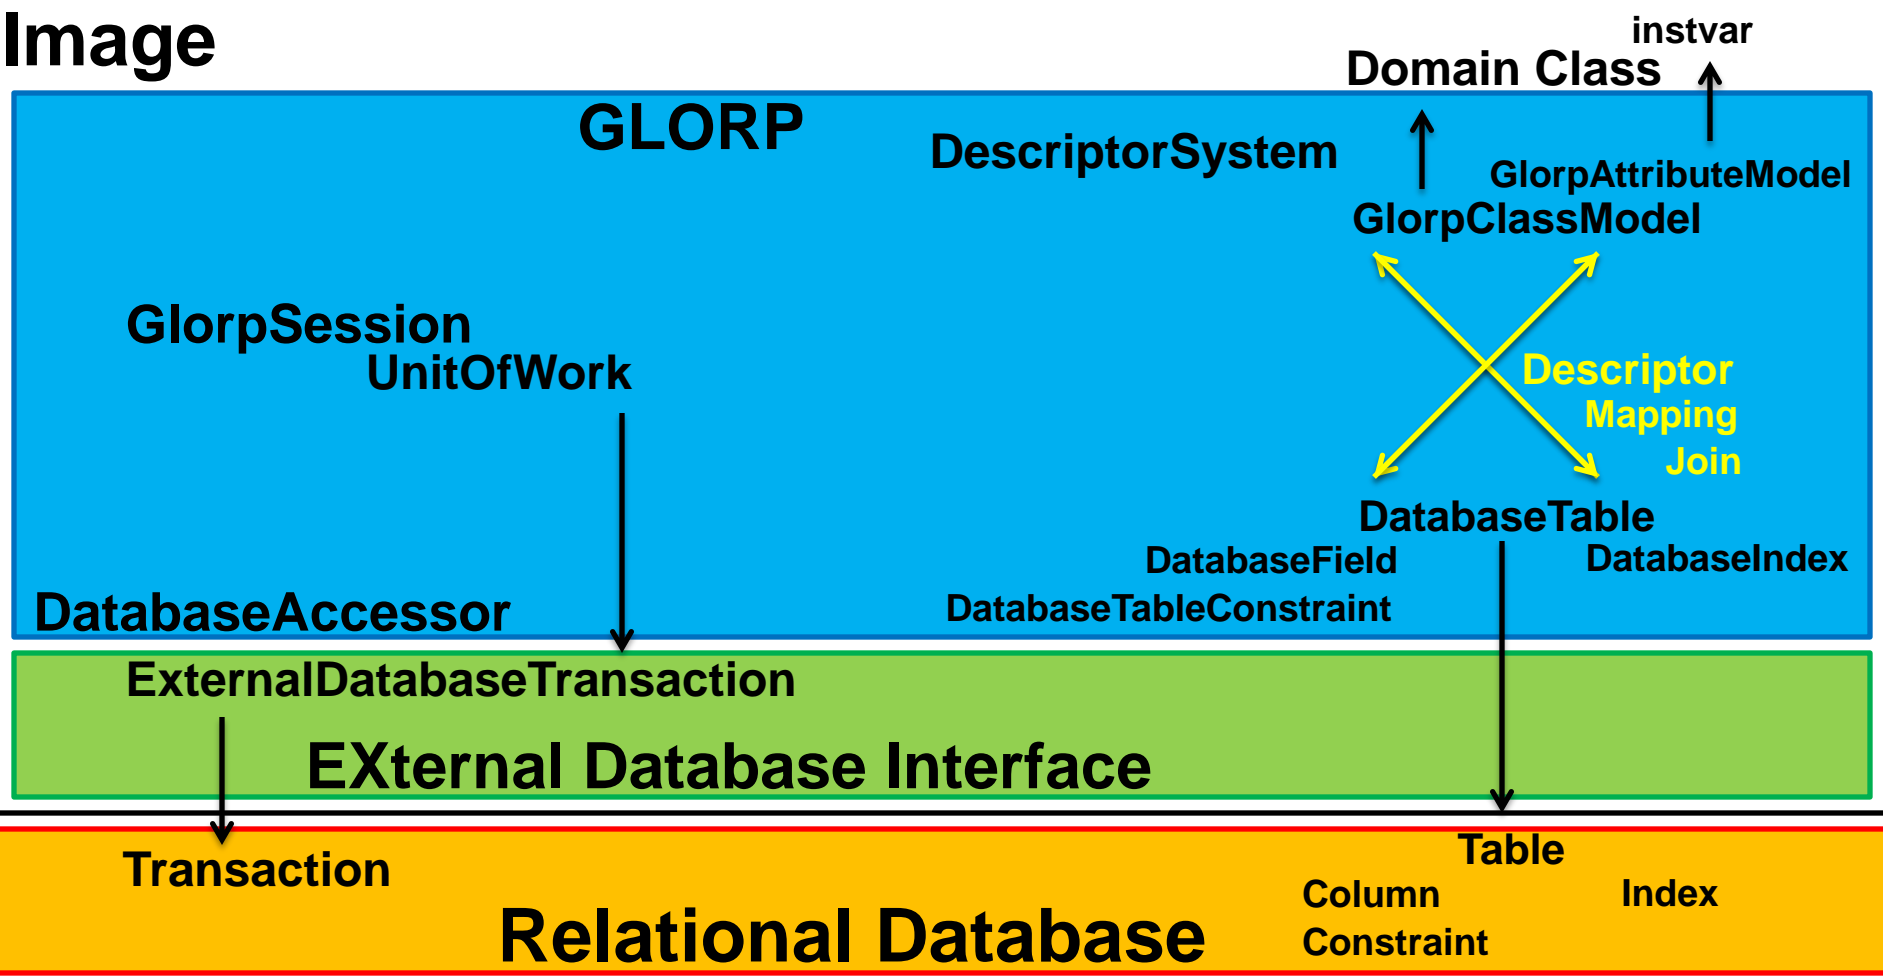 Image
instvar
Domain Class
GLORP
DescriptorSystem
GlorpAttributeModel
GlorpClassModel
GlorpSession
UnitOfWork
Descriptor
Mapping
Join
DatabaseTable
DatabaseField
DatabaseIndex
DatabaseAccessor
DatabaseTableConstraint
ExternalDatabaseTransaction
EXternal Database Interface
Transaction
Table
Column
Index
Relational Database
Constraint